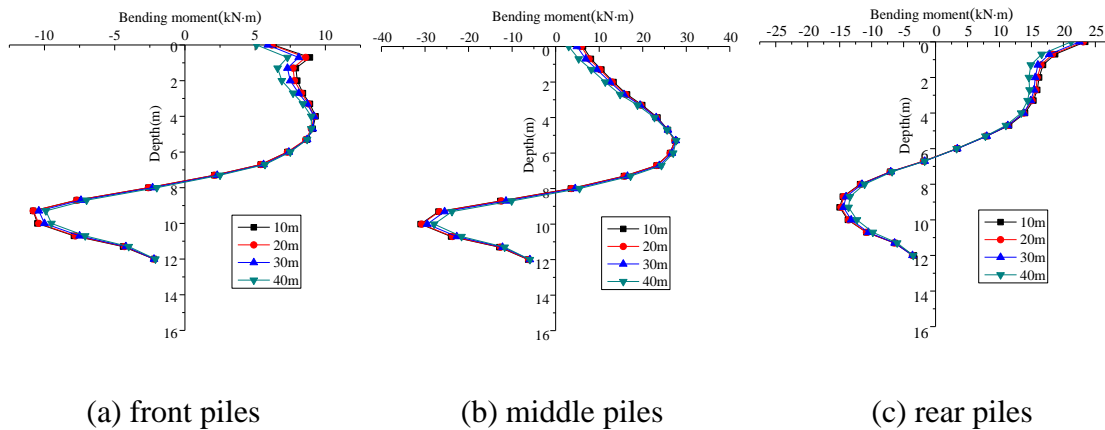 Bending moment(kN·m)
-10 -5 0 5 10
0
2
4
6
8
10
12
14
16
Depth(m)
10m
20m
30m
40m
(a) front piles
Bending moment(kN·m)
-40 -30 -20 -10 0 10 20 30 40
0
2
4
6
8
10
12
14
16
Depth(m)
10m
20m
30m
40m
(b) middle piles
Bending moment(kN·m)
-25 -20 -15 -10 -5 0 5 10 15 20 25
0
2
4
6
8
10
12
14
16
Depth(m)
10m
20m
30m
40m
(c) rear piles